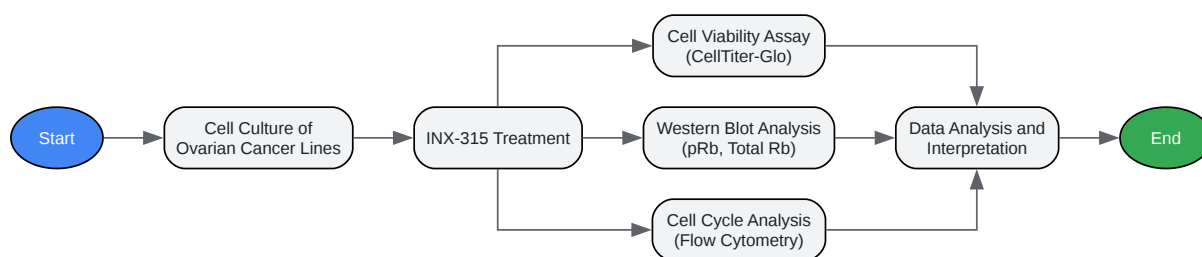 Start
Cell Culture of
Ovarian Cancer Lines
INX-315 Treatment
Cell Viability Assay
(CellTiter-Glo)
Western Blot Analysis
(pRb, Total Rb)
Cell Cycle Analysis
(Flow Cytometry)
Data Analysis and
Interpretation
End